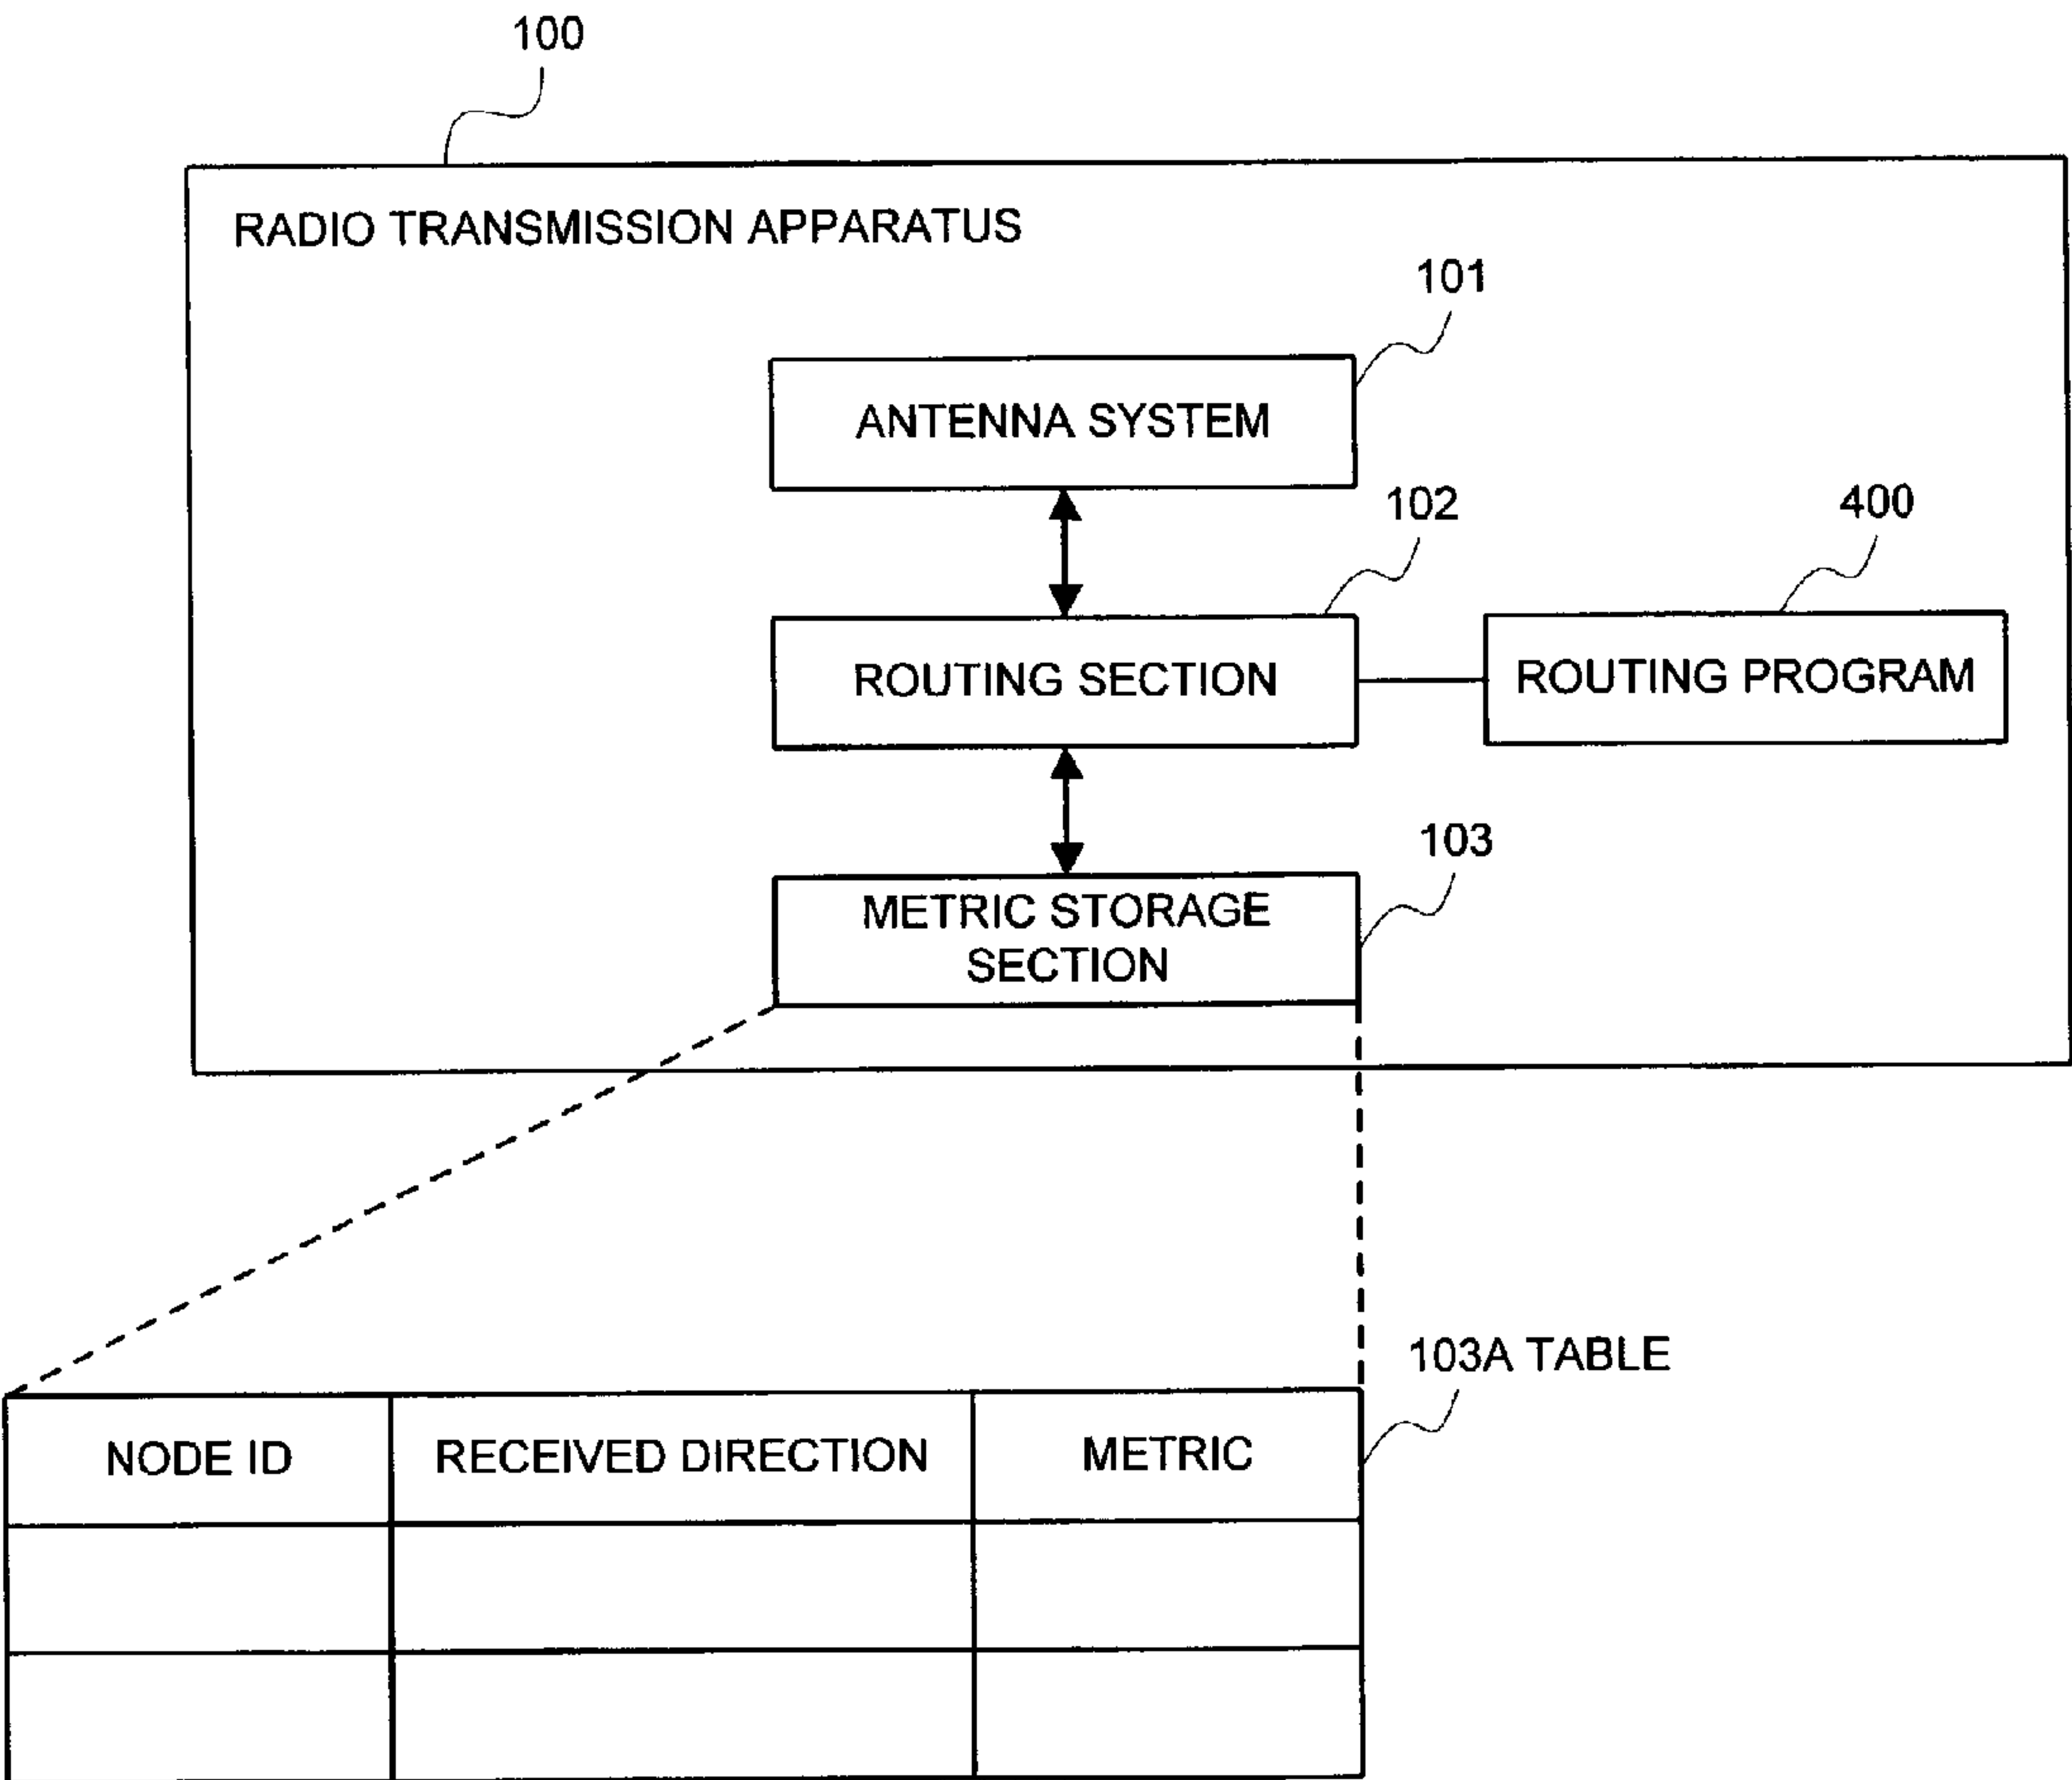 100
RADIO TRANSMISSION APPARATUS
101
ANTENNA SYSTEM
102
400
ROUTING SECTION
ROUTING PROGRAM
103
METRIC STORAGE
SECTION
103A TABLE
NODE ID
RECEIVED DIRECTION
METRIC